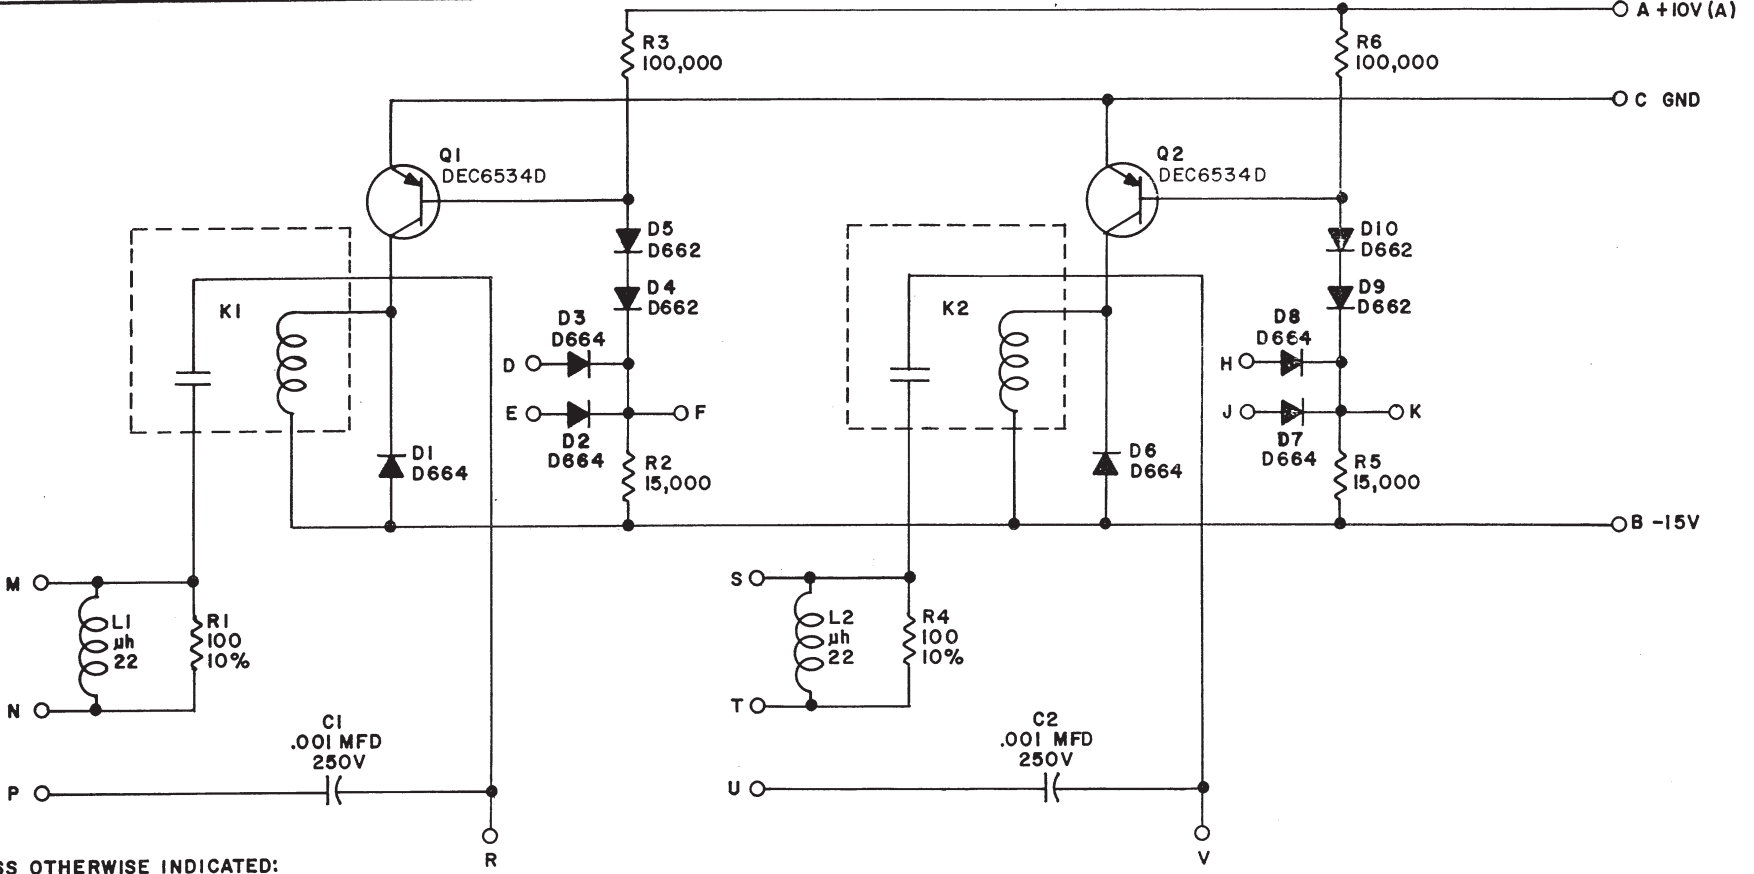 A +10V (A)
R3
100,000
R6
100,000
C GND
Q1
DEC6534D
Q2
DEC6534D
D5
D662
D10
D662
D4
D662
D9
D662
K1
K2
D3
D664
D8
D664
D
H
E
F
J
K
D2
D664
D7
D664
D1
D664
R2
15,000
D6
D664
R5
15,000
B -15V
M
S
L1
µh
22
R1
100
10%
L2
µh
22
R4
100
10%
N
T
C1
.001 MFD
250V
C2
.001 MFD
250V
P
U
R
V
SS OTHERWISE INDICATED: